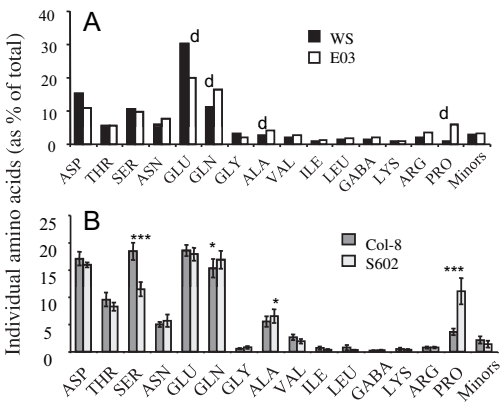 Individual amino acids (as % of total)
A
40
30
20
10
0
WS
E03
d
d
d
d
ASP THR SER ASN GLU GLN GLY ALA VAL ILE LEU GABA LYS ARG PRO Minors
B
25
20
15
10
5
0
Col-8
S602
***
*
*
***
ASP THR SER ASN GLU GLN GLY ALA VAL ILE LEU GABA LYS ARG PRO Minors